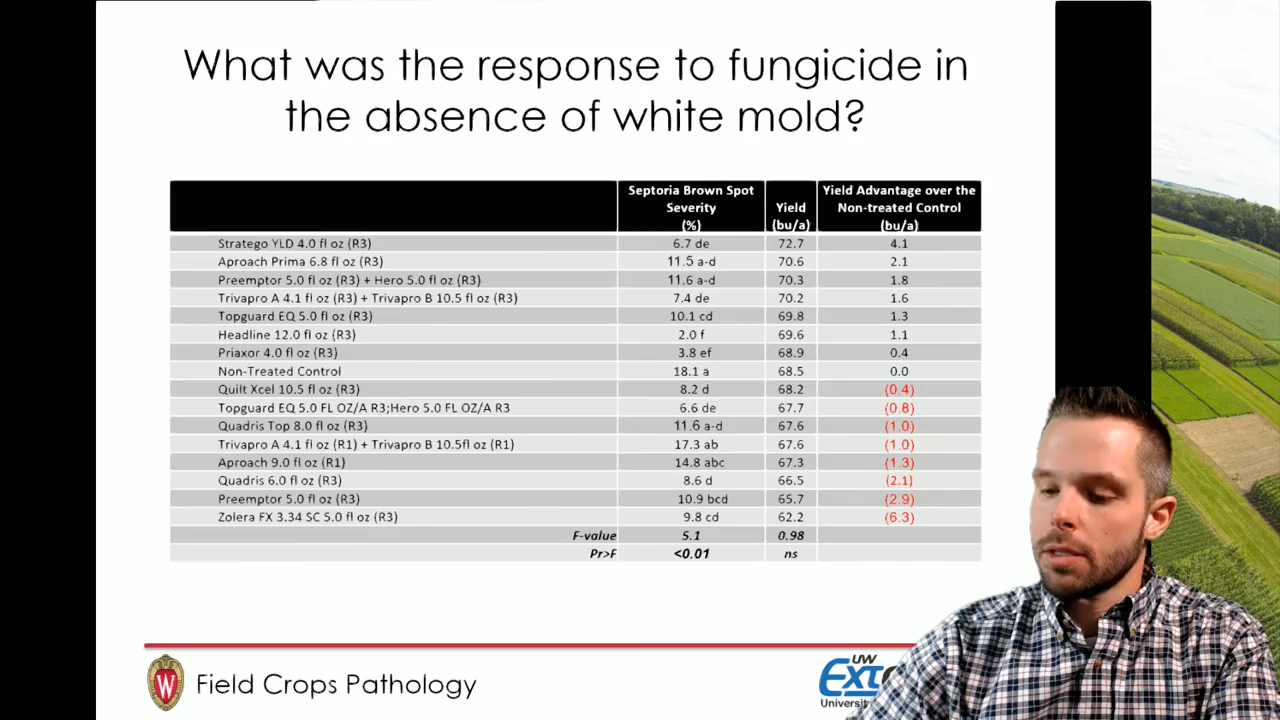 What was the response to fungicide in
the absence of white mold?
Septoria Brown Spot Severity (%) Yield (bu/a) Yield Advantage over the Non-treated Control (bu/a)
Stratego YLD 4.0 fl oz (R3) 6.7 de 72.7 4.1
Aproach Prima 6.8 fl oz (R3) 11.5 a-d 70.6 2.1
Preemptor 5.0 fl oz (R3) + Hero 5.0 fl oz (R3) 11.6 a-d 70.3 1.8
Trivapro A 4.1 fl oz (R3) + Trivapro B 10.5 fl oz (R3) 7.4 de 70.2 1.6
Topguard EQ 5.0 fl oz (R3) 10.1 cd 69.8 1.3
Headline 12.0 fl oz (R3) 2.0 f 69.6 1.1
Priaxor 4.0 fl oz (R3) 3.8 ef 68.9 0.4
Non-Treated Control 18.1 a 68.5 0.0
Quilt Xcel 10.5 fl oz (R3) 8.2 d 68.2 (0.4)
Topguard EQ 5.0 FL OZ/A R3;Hero 5.0 FL OZ/A R3 6.6 de 67.7 (0.8)
Quadris Top 8.0 fl oz (R3) 11.6 a-d 67.6 (1.0)
Trivapro A 4.1 fl oz (R1) + Trivapro B 10.5fl oz (R1) 17.3 ab 67.6 (1.0)
Aproach 9.0 fl oz (R1) 14.8 abc 67.3 (1.3)
Quadris 6.0 fl oz (R3) 8.6 d 66.5 (2.1)
Preemptor 5.0 fl oz (R3) 10.9 bcd 65.7 (2.9)
Zolera FX 3.34 SC 5.0 fl oz (R3) 9.8 cd 62.2 (6.3)
F-value 5.1 0.98
Pr>F <0.01 ns
W Field Crops Pathology
UW
Ext